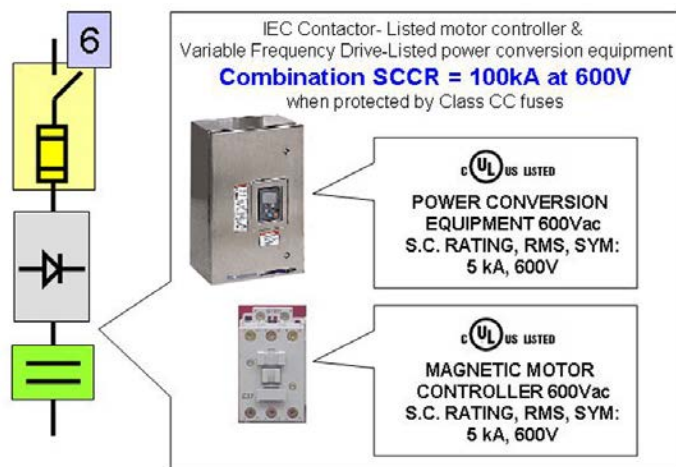 6
IEC Contactor- Listed motor controller &
Variable Frequency Drive-Listed power conversion equipment
Combination SCCR = 100kA at 600V
when protected by Class CC fuses
C UL US LISTED
POWER CONVERSION
EQUIPMENT 600Vac
S.C. RATING, RMS, SYM:
5 kA, 600V
C UL US LISTED
MAGNETIC MOTOR
CONTROLLER 600Vac
S.C. RATING, RMS, SYM:
5 kA, 600V